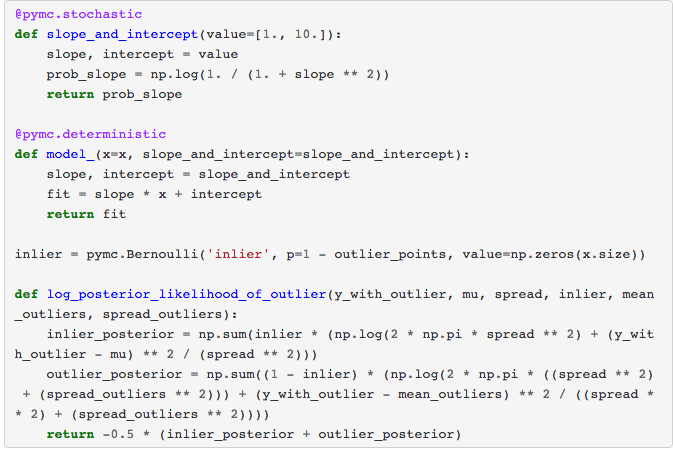 @pymc.stochastic
def slope_and_intercept(value=[1., 10.]):
    slope, intercept = value
    prob_slope = np.log(1. / (1. + slope ** 2))
    return prob_slope

@pymc.deterministic
def model_(x=x, slope_and_intercept=slope_and_intercept):
    slope, intercept = slope_and_intercept
    fit = slope * x + intercept
    return fit

inlier = pymc.Bernoulli('inlier', p=1 - outlier_points, value=np.zeros(x.size))

def log_posterior_likelihood_of_outlier(y_with_outlier, mu, spread, inlier, mean
_outliers, spread_outliers):
    inlier_posterior = np.sum(inlier * (np.log(2 * np.pi * spread ** 2) + (y_wit
h_outlier - mu) ** 2 / (spread ** 2)))
    outlier_posterior = np.sum((1 - inlier) * (np.log(2 * np.pi * ((spread ** 2)
 + (spread_outliers ** 2))) + (y_with_outlier - mean_outliers) ** 2 / ((spread *
* 2) + (spread_outliers ** 2))))
    return -0.5 * (inlier_posterior + outlier_posterior)